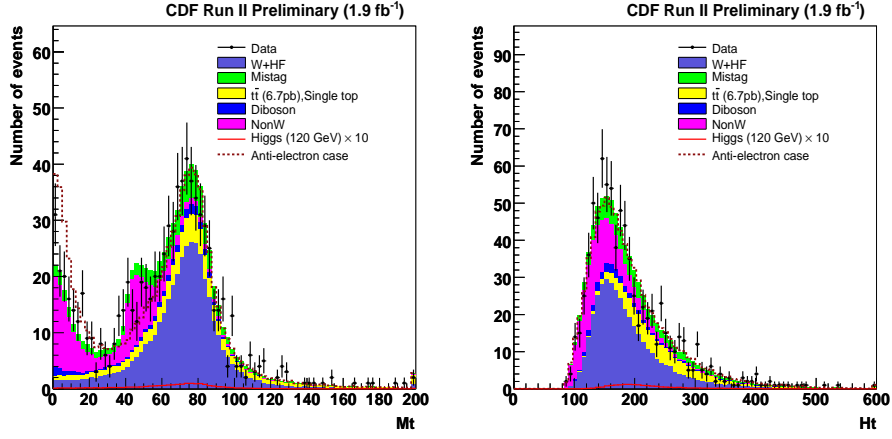 CDF Run II Preliminary (1.9 fb⁻¹)
Number of events
60
50
40
30
20
10
0
Data
W+HF
Mistag
tt̄ (6.7pb),Single top
Diboson
NonW
Higgs (120 GeV) × 10
Anti-electron case
0 20 40 60 80 100 120 140 160 180 200
Mt
CDF Run II Preliminary (1.9 fb⁻¹)
Number of events
90
80
70
60
50
40
30
20
10
0
Data
W+HF
Mistag
tt̄ (6.7pb),Single top
Diboson
NonW
Higgs (120 GeV) × 10
Anti-electron case
0 100 200 300 400 500 600
Ht